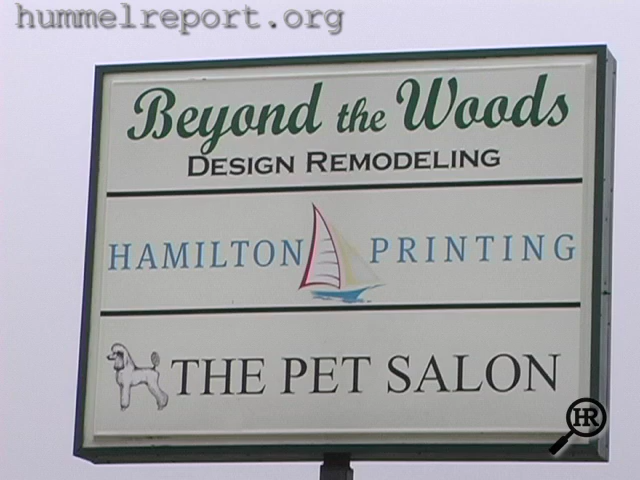 hummelreport.org
Beyond the Woods
DESIGN REMODELING
HAMILTON PRINTING
THE PET SALON
HR